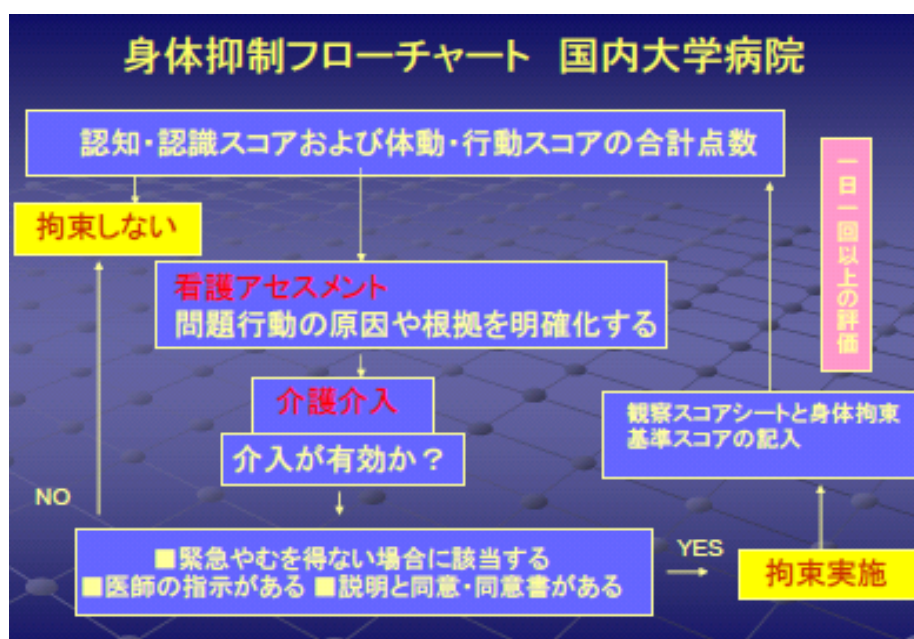 身体抑制フローチャート 国内大学病院
認知・認識スコアおよび体動・行動スコアの合計点数
一日一回以上の評価
拘束しない
看護アセスメント
問題行動の原因や根拠を明確化する
介護介入
介入が有効か？
観察スコアシートと身体拘束
基準スコアの記入
NO
■緊急やむを得ない場合に該当する
■医師の指示がある ■説明と同意・同意書がある
YES
拘束実施